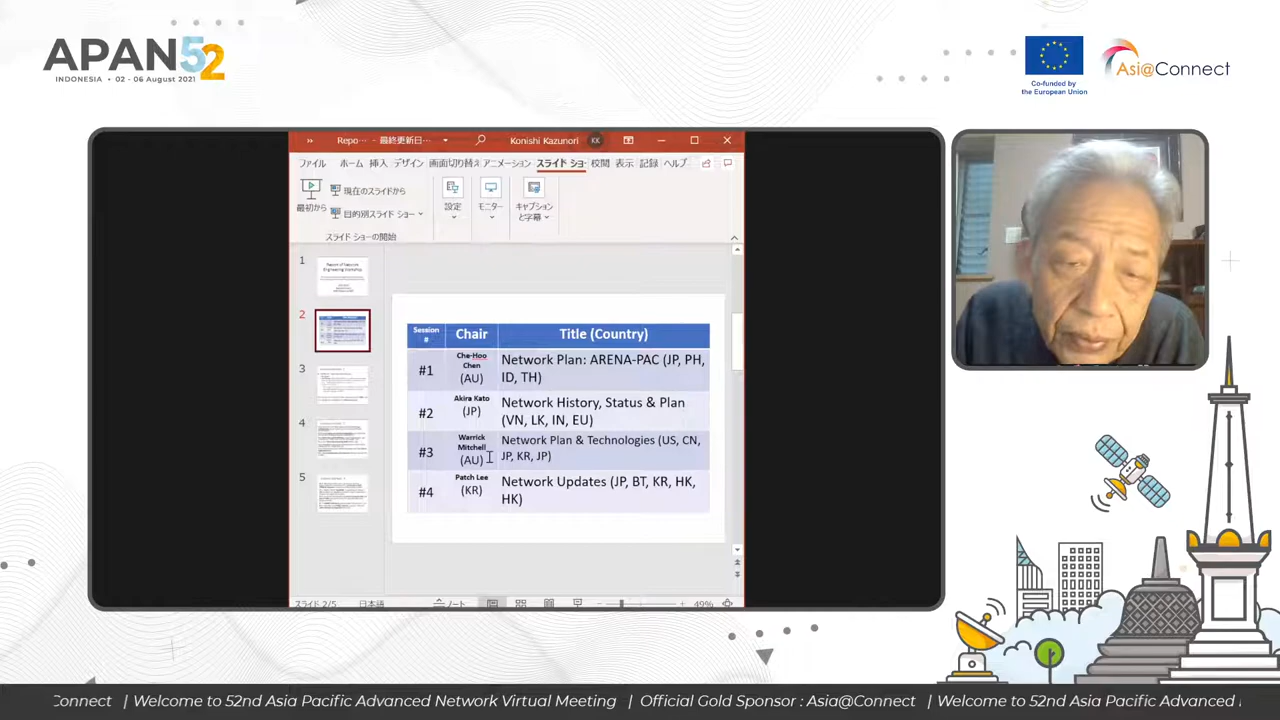 APAN52
INDONESIA • 02 - 06 August 2021
Co-funded by
the European Union
Asi@Connect
Repo… - 最終更新日…
Konishi Kazunori
KK
ファイル ホーム 挿入 デザイン 画面切り替え アニメーション スライド ショ 校閲 表示 記録 ヘルプ
最初から
現在のスライドから
目的別スライド ショー
設定
モニター
キャプション
と字幕
スライド ショーの開始
1
2
3
4
5
Session
#
Chair
Title (Country)
#1
Che-Hoo
Chen
(AU)
Network Plan: ARENA-PAC (JP, PH,
ID, TH)
#2
Akira Kato
(JP)
Network History, Status & Plan
(VN, LK, IN, EU)
#3
Warrick
Mitchell
(AU)
Network Plan & Technologies (US, CN,
JP, KR, JP)
#4
Patch Lee
(KR)
Network Updates (JP, BT, KR, HK,
HK)
スライド 2/5 日本語
ノート
49%
Connect | Welcome to 52nd Asia Pacific Advanced Network Virtual Meeting | Official Gold Sponsor : Asia@Connect | Welcome to 52nd Asia Pacific Advanced